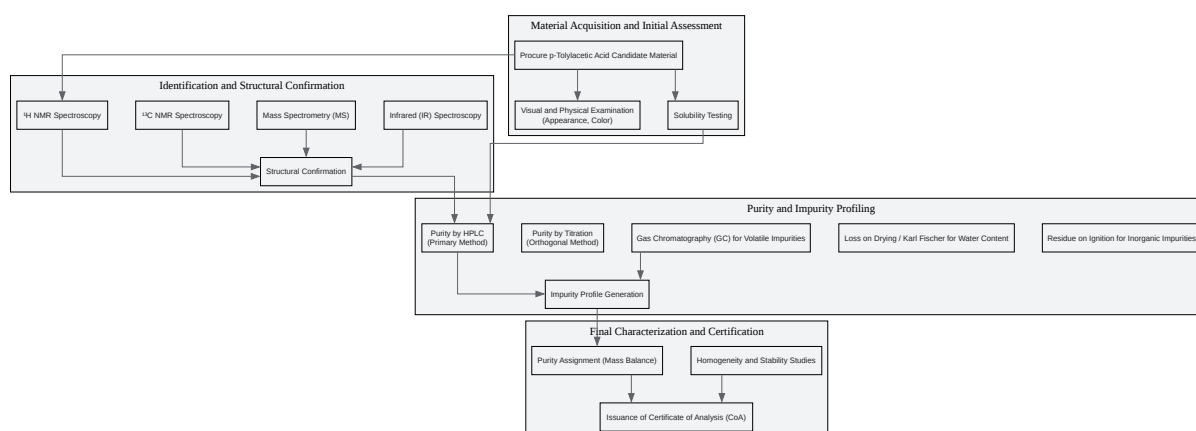 Material Acquisition and Initial Assessment
Procure p-Tolylacetic Acid Candidate Material
Visual and Physical Examination
(Appearance, Color)
Solubility Testing
Identification and Structural Confirmation
¹H NMR Spectroscopy
¹³C NMR Spectroscopy
Mass Spectrometry (MS)
Infrared (IR) Spectroscopy
Structural Confirmation
Purity and Impurity Profiling
Purity by HPLC
(Primary Method)
Purity by Titration
(Orthogonal Method)
Gas Chromatography (GC) for Volatile Impurities
Loss on Drying / Karl Fischer for Water Content
Residue on Ignition for Inorganic Impurities
Impurity Profile Generation
Final Characterization and Certification
Purity Assignment (Mass Balance)
Homogeneity and Stability Studies
Issuance of Certificate of Analysis (CoA)